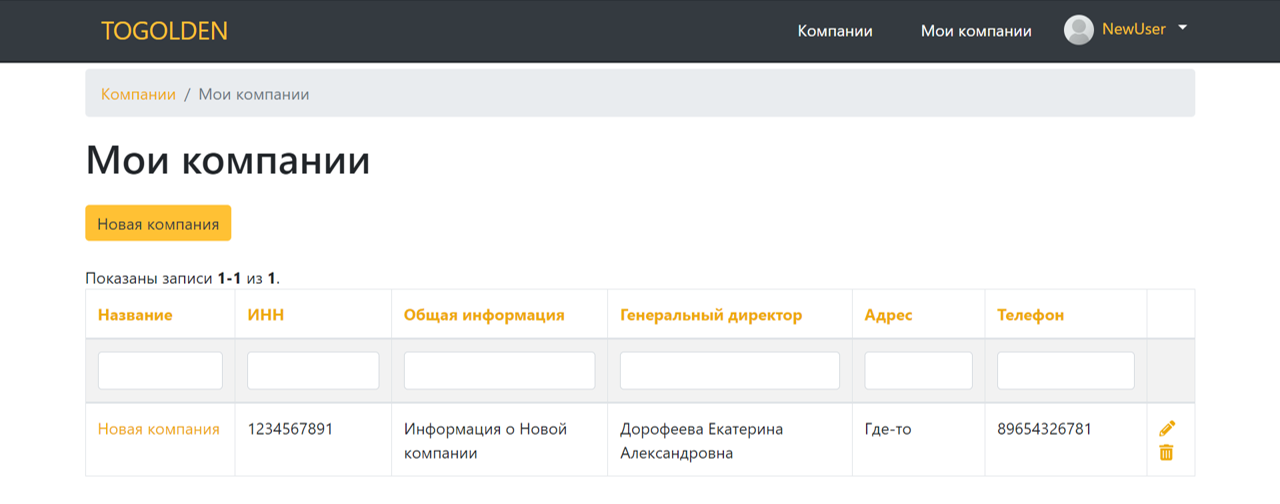 TOGOLDEN
Компании Мои компании NewUser
Компании / Мои компании
Мои компании
Новая компания
Показаны записи 1-1 из 1.
Название ИНН Общая информация Генеральный директор Адрес Телефон
Новая компания 1234567891 Информация о Новой Дорофеева Екатерина Где-то 89654326781
компании Александровна